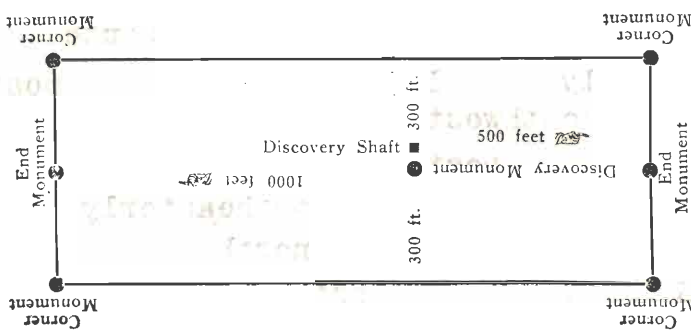 Corner
Monument
Corner
Monument
300 ft.
500 feet
Discovery Shaft
Discovery Monument
End
Monument
End
Monument
1000 feet
300 ft.
Corner
Monument
Corner
Monument